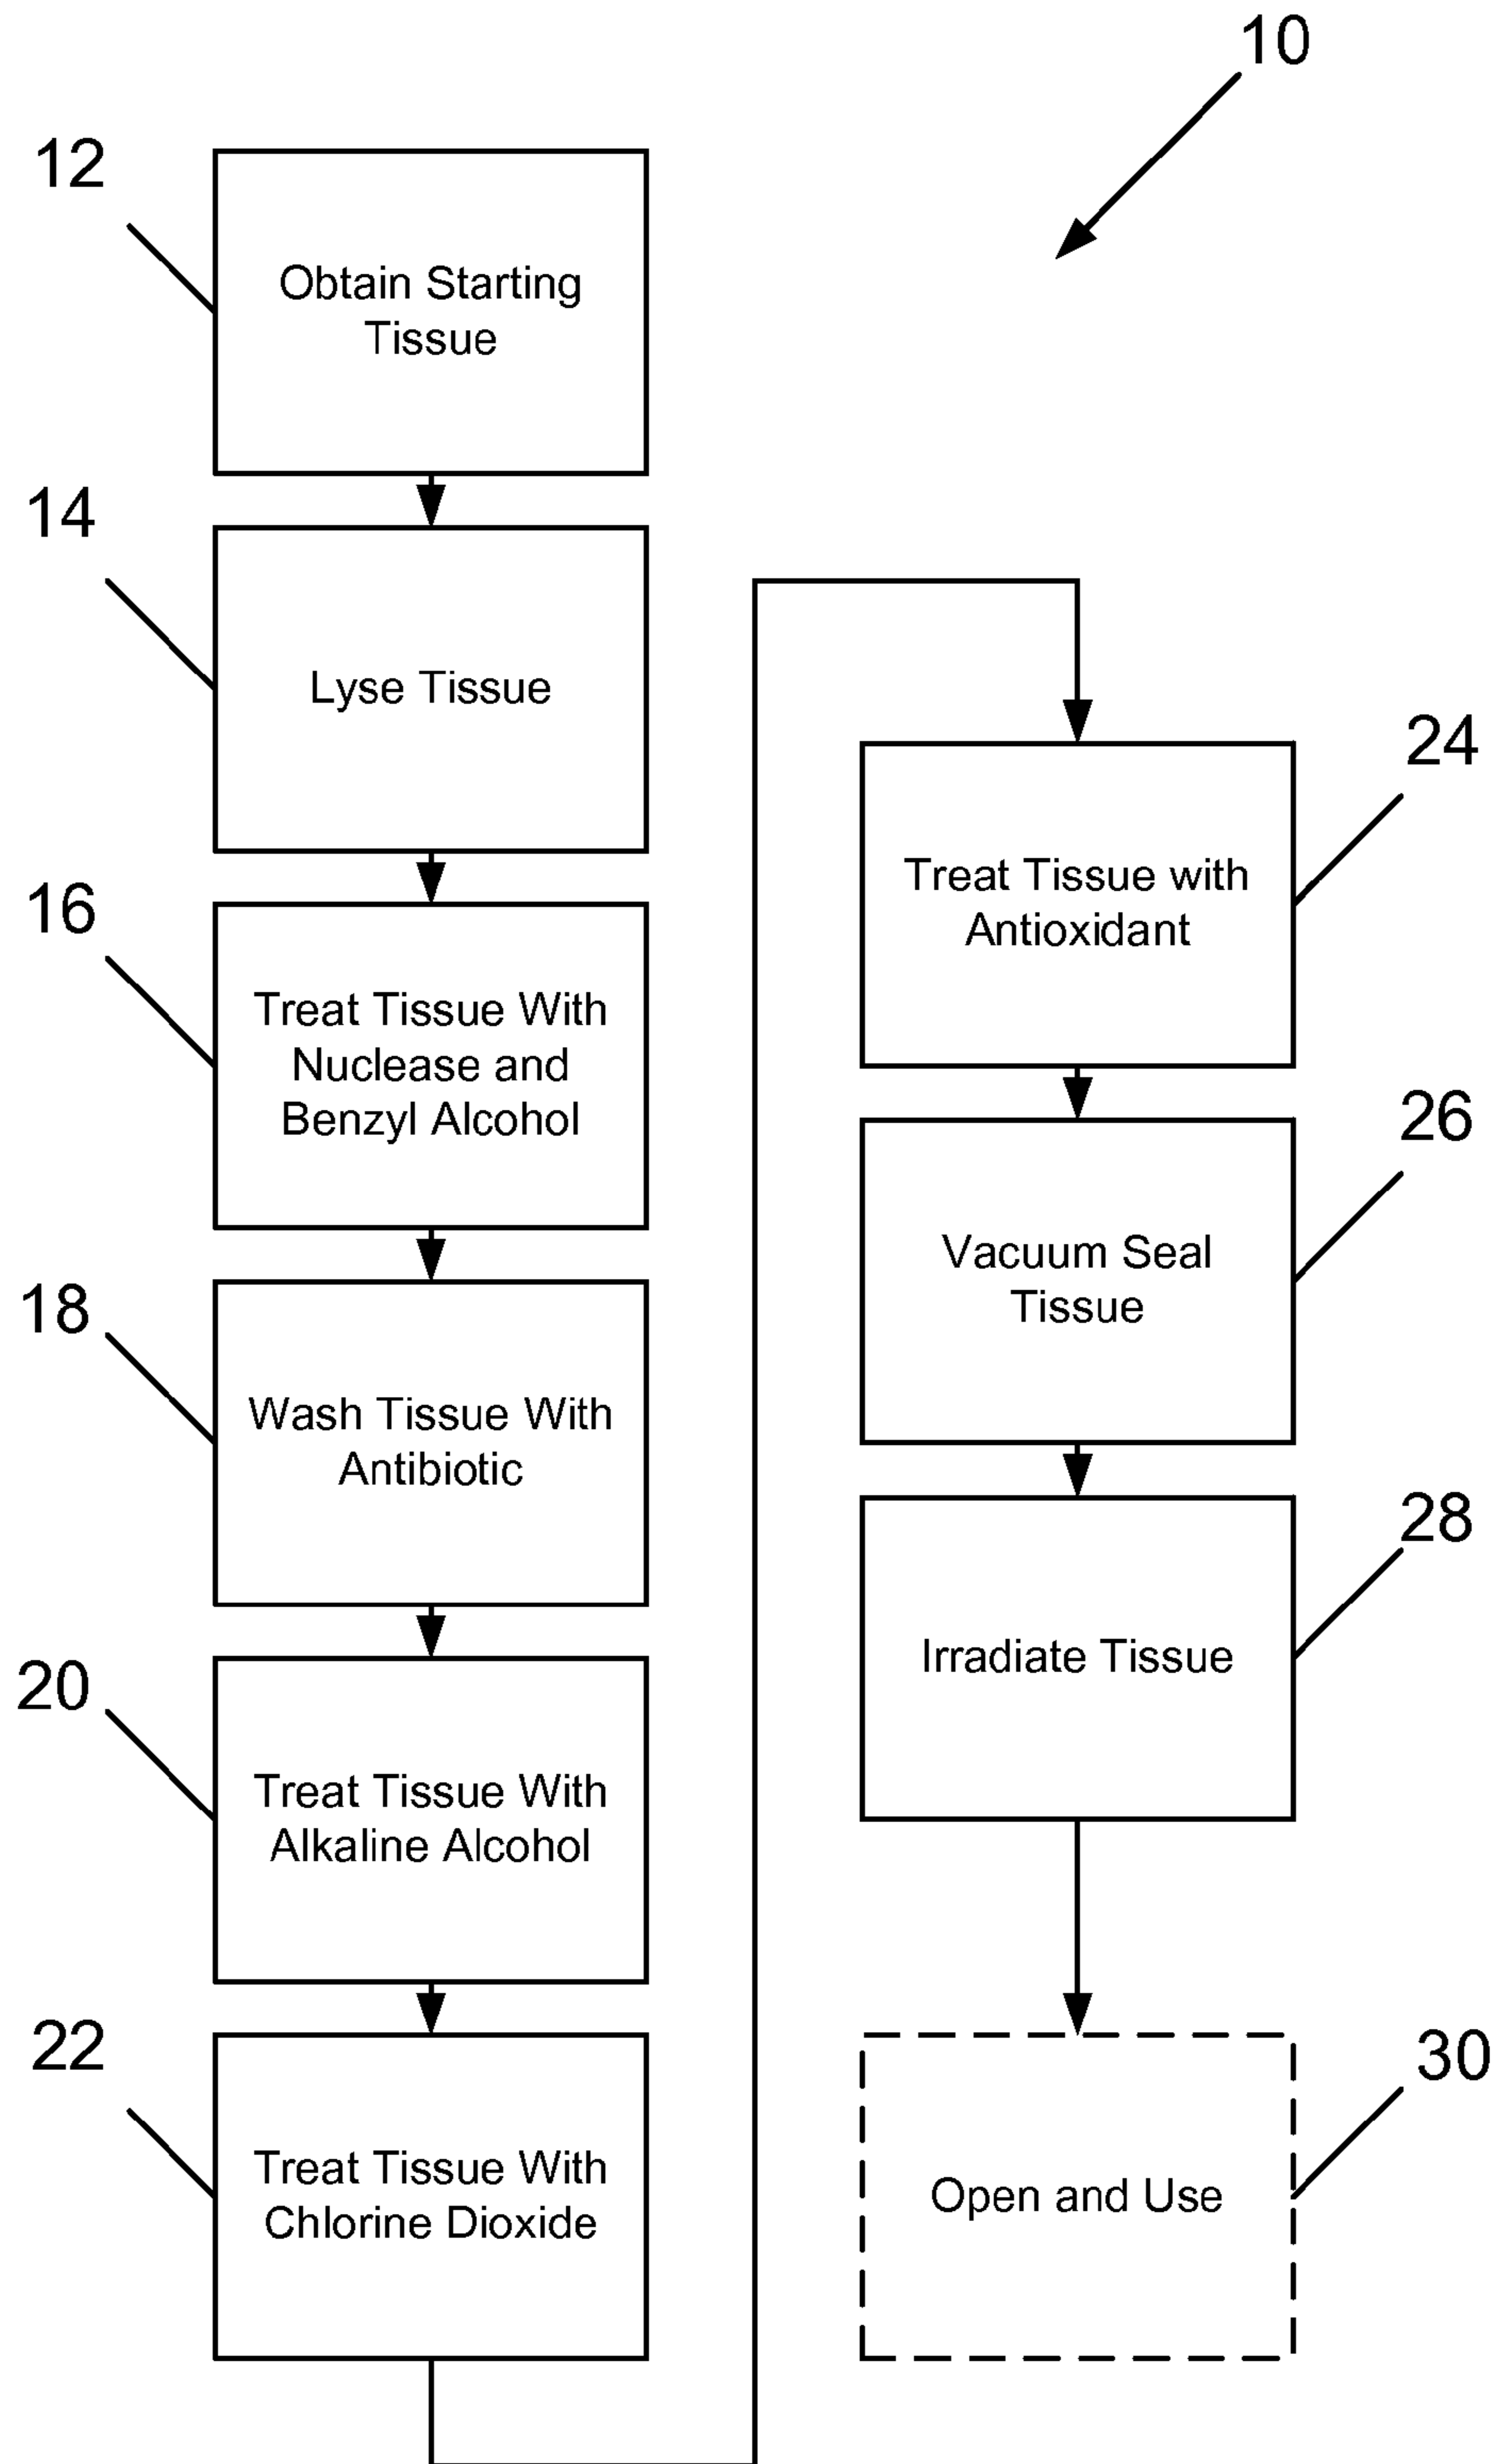 10
12
Obtain Starting
Tissue
14
Lyse Tissue
16
Treat Tissue With
Nuclease and
Benzyl Alcohol
18
Wash Tissue With
Antibiotic
20
Treat Tissue With
Alkaline Alcohol
22
Treat Tissue With
Chlorine Dioxide
24
Treat Tissue with
Antioxidant
26
Vacuum Seal
Tissue
28
Irradiate Tissue
30
Open and Use